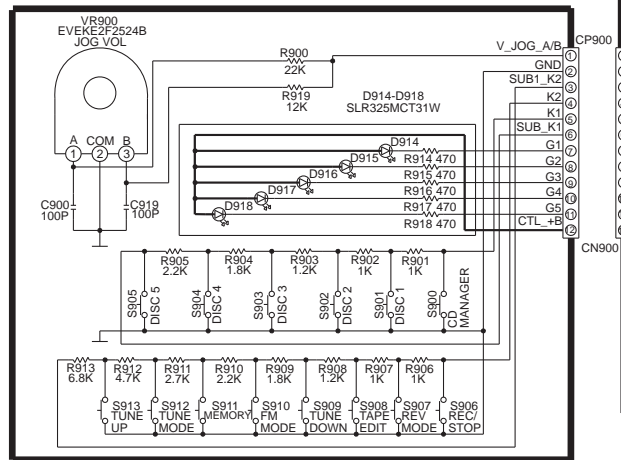 VR900
EVEKE2F2524B
JOG VOL
A COM B
1 2 3
C900
100P
C919
100P
R900
22K
R919
12K
D914-D918
SLR325MCT31W
D914
D915
D916
D917
D918
R914 470
R915 470
R916 470
R917 470
R918 470
CP900
V_JOG_A/B 1
GND 2
SUB1_K2 3
K2 4
K1 5
SUB_K1 6
G1 7
G2 8
G3 9
G4 10
G5 11
CTL_+B 12
CN900
R905
2.2K
R904
1.8K
R903
1.2K
R902
1K
R901
1K
S905
DISC 5
S904
DISC 4
S903
DISC 3
S902
DISC 2
S901
DISC 1
S900
CD
MANAGER
R913
6.8K
R912
4.7K
R911
2.7K
R910
2.2K
R909
1.8K
R908
1.2K
R907
1K
R906
1K
S913
TUNE
UP
S912
TUNE
MODE
S911
MEMORY
S910
FM
MODE
S909
TUNE
DOWN
S908
TAPE
EDIT
S907
REV
MODE
S906
REC/
STOP